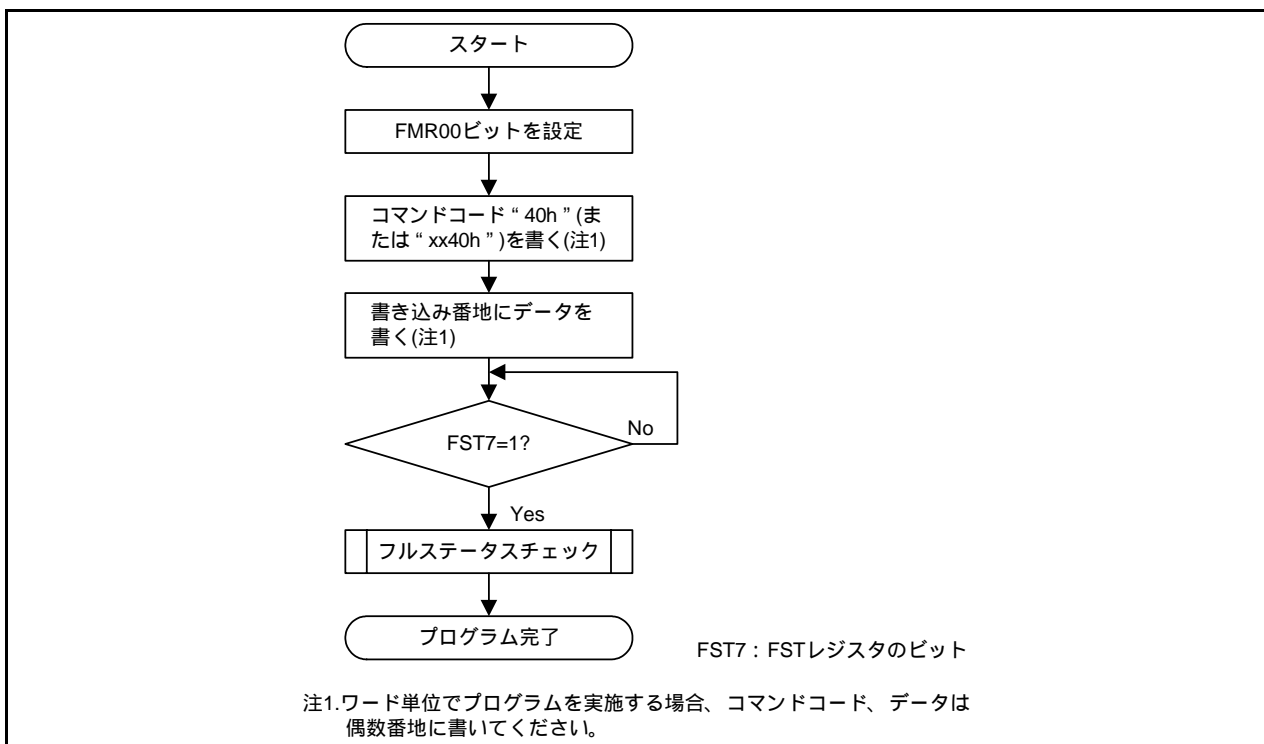 スタート
FMR00ビットを設定
コマンドコード“40h”(ま
たは“xx40h”)を書く(注1)
書き込み番地にデータを
書く(注1)
FST7=1?
No
Yes
フルステータスチェック
プログラム完了
FST7：FSTレジスタのビット
注1.ワード単位でプログラムを実施する場合、コマンドコード、データは
偶数番地に書いてください。